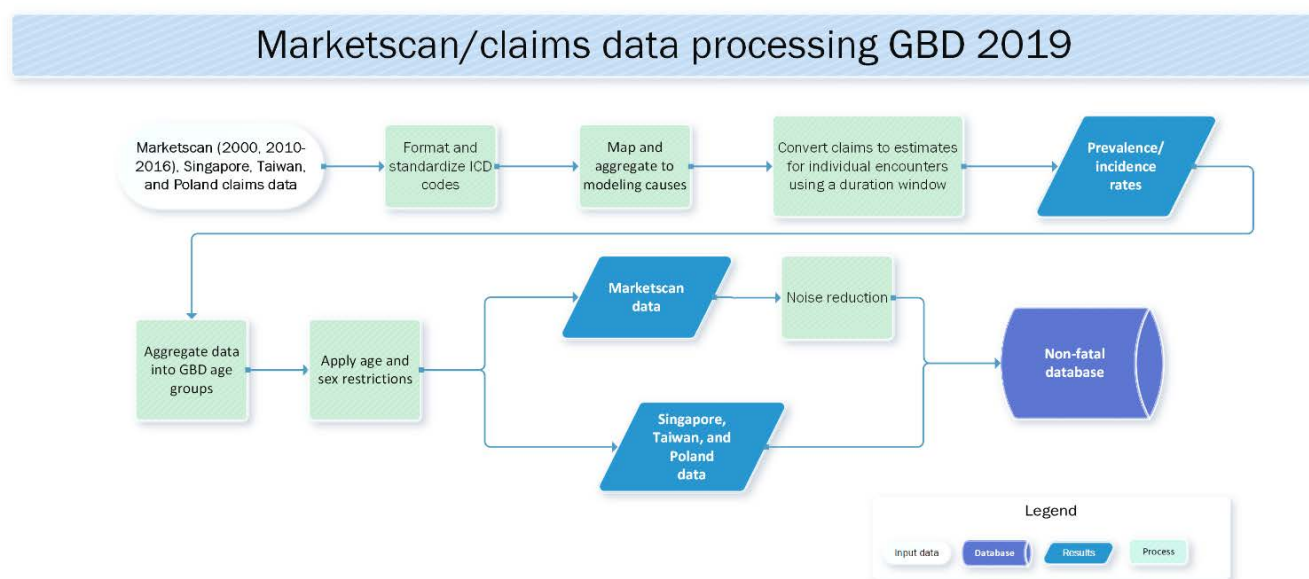 Marketscan/claims data processing GBD 2019
Marketscan (2000, 2010-
2016), Singapore, Taiwan,
and Poland claims data
Format and
standardize ICD
codes
Map and
aggregate to
modeling causes
Convert claims to estimates
for individual encounters
using a duration window
Prevalence/
incidence
rates
Aggregate data
into GBD age
groups
Apply age and
sex restrictions
Marketscan
data
Noise reduction
Singapore,
Taiwan, and
Poland
data
Non-fatal
database
Legend
Input data
Database
Results
Process